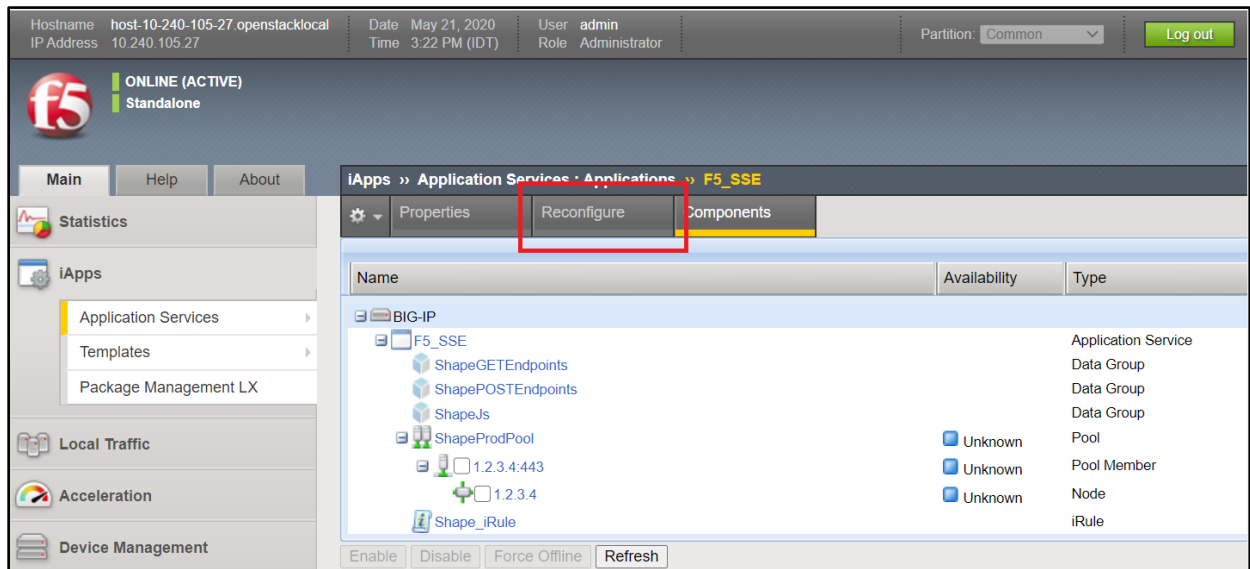 Hostname host-10-240-105-27.openstacklocal Date May 21, 2020 User admin
IP Address 10.240.105.27 Time 3:22 PM (IDT) Role Administrator
Partition: Common Log out
f5
ONLINE (ACTIVE)
Standalone
Main Help About
iApps ›› Application Services : Applications ›› F5_SSE
Properties Reconfigure Components
Statistics
iApps
Application Services
Templates
Package Management LX
Local Traffic
Acceleration
Device Management
Name Availability Type
BIG-IP
F5_SSE Application Service
ShapeGETEndpoints Data Group
ShapePOSTEndpoints Data Group
ShapeJs Data Group
ShapeProdPool Unknown Pool
1.2.3.4:443 Unknown Pool Member
1.2.3.4 Unknown Node
Shape_iRule iRule
Enable Disable Force Offline Refresh